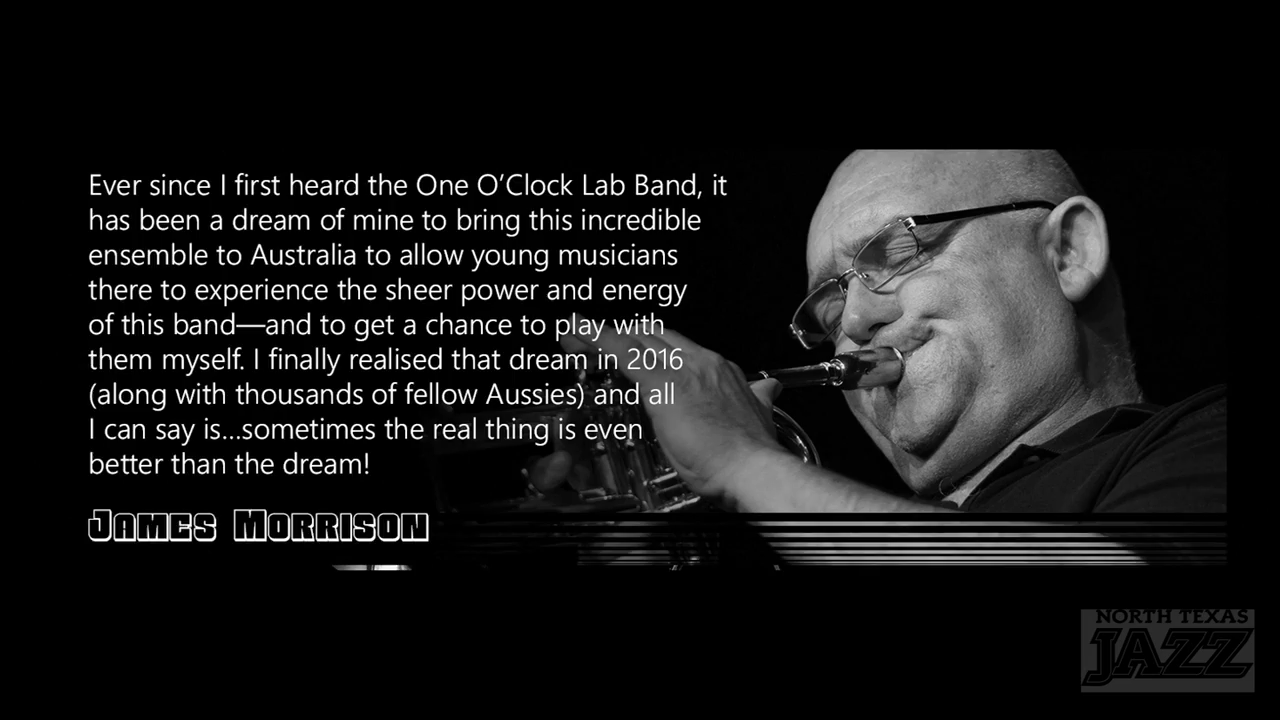 Ever since I first heard the One O’Clock Lab Band, it
has been a dream of mine to bring this incredible
ensemble to Australia to allow young musicians
there to experience the sheer power and energy
of this band—and to get a chance to play with
them myself. I finally realised that dream in 2016
(along with thousands of fellow Aussies) and all
I can say is...sometimes the real thing is even
better than the dream!
James Morrison
NORTH TEXAS
JAZZ